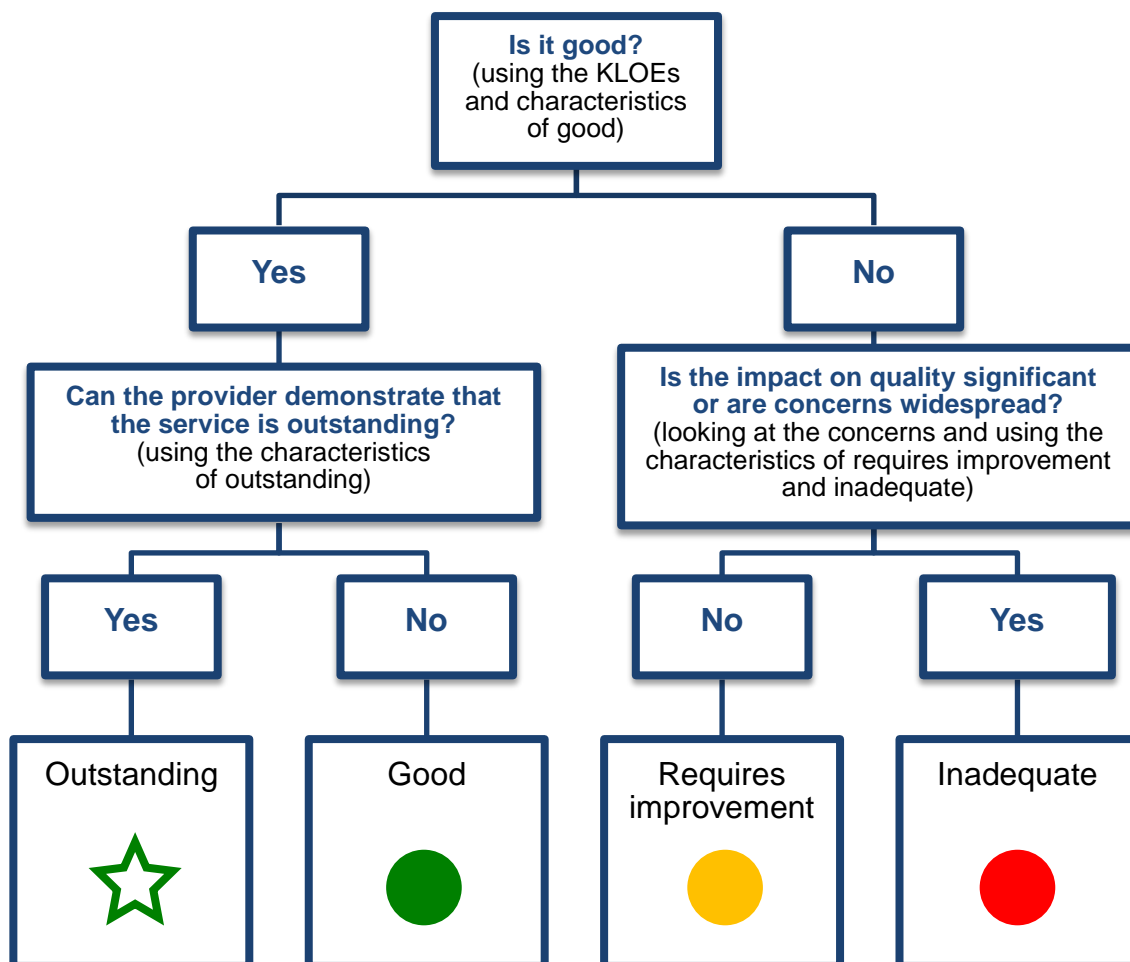 Is it good?
(using the KLOEs
and characteristics
of good)
Yes
No
Can the provider demonstrate that
the service is outstanding?
(using the characteristics
of outstanding)
Is the impact on quality significant
or are concerns widespread?
(looking at the concerns and using the
characteristics of requires improvement
and inadequate)
Yes
No
No
Yes
Outstanding
Good
Requires
improvement
Inadequate